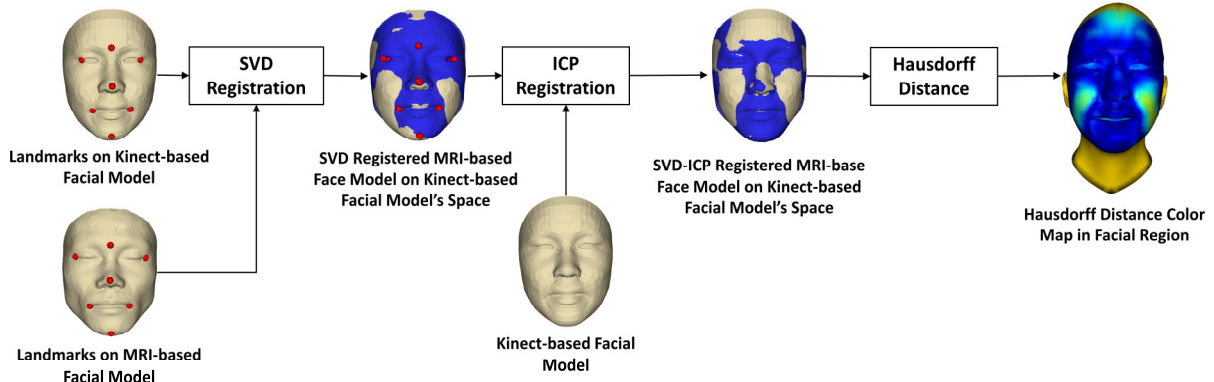 SVD
Registration
ICP
Registration
Hausdorff
Distance
Landmarks on Kinect-based
Facial Model
SVD Registered MRI-based
Face Model on Kinect-based
Facial Model's Space
SVD-ICP Registered MRI-base
Face Model on Kinect-based
Facial Model's Space
Hausdorff Distance Color
Map in Facial Region
Kinect-based Facial
Model
Landmarks on MRI-based
Facial Model